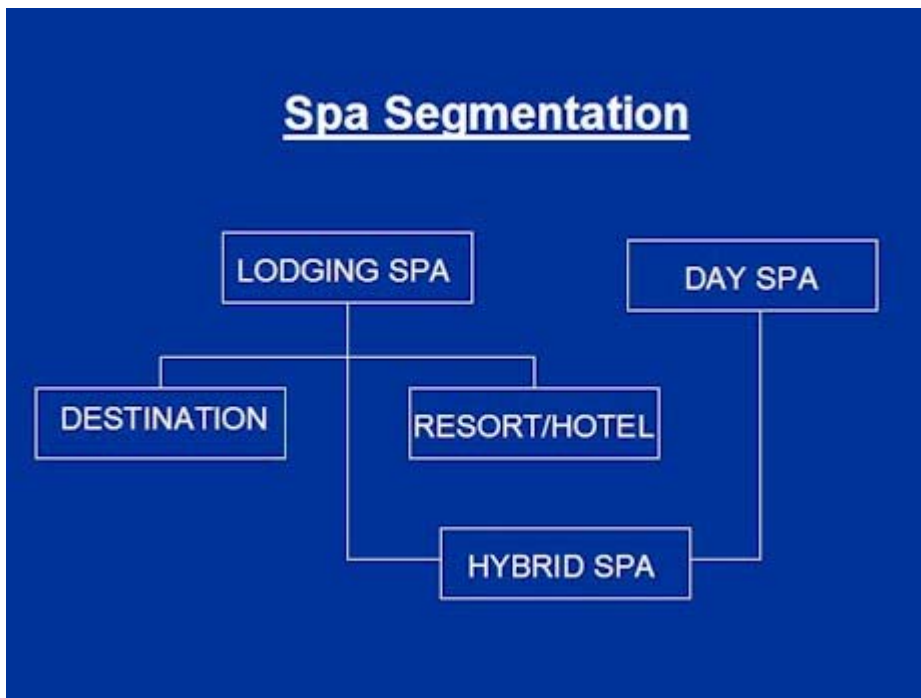 Spa Segmentation
LODGING SPA
DAY SPA
DESTINATION
RESORT/HOTEL
HYBRID SPA